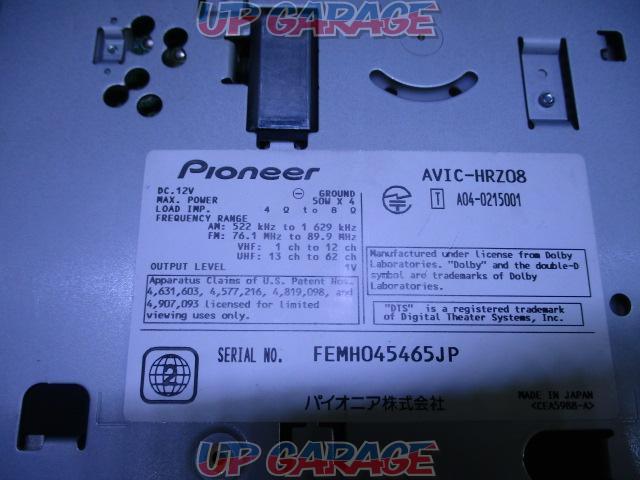 UP GARAGE
Pioneer
DC.12V ⊖ GROUND
MAX. POWER 50W X 4
LOAD IMP. 4 Ω to 8 Ω
FREQUENCY RANGE
AM: 522 kHz to 1 629 kHz
FM: 76.1 MHz to 89.9 MHz
VHF: 1 ch to 12 ch
UHF: 13 ch to 62 ch
OUTPUT LEVEL 1V
Apparatus Claims of U.S. Patent Nos.
4,631,603, 4,577,216, 4,819,098, and
4,907,093 licensed for limited
viewing uses only.
AVIC-HRZ08
T A04-0215001
Manufactured under license from Dolby
Laboratories. "Dolby" and the double-D
symbol are trademarks of Dolby
Laboratories.
"DTS" is a registered trademark
of Digital Theater Systems, Inc.
2
SERIAL NO. FEMH045465JP
パイオニア株式会社
MADE IN JAPAN
<CEA5988-A>
UP GARAGE